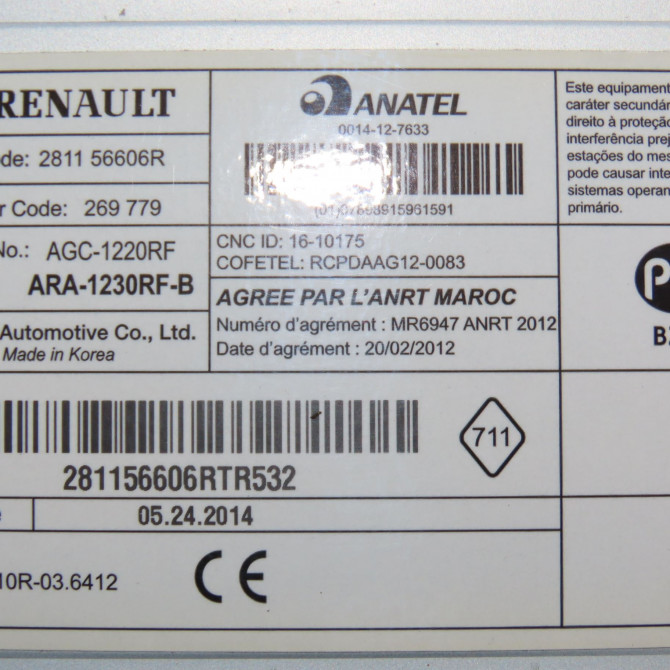 RENAULT
de: 2811 56606R
r Code: 269 779
No.: AGC-1220RF
ARA-1230RF-B
Automotive Co., Ltd.
Made in Korea
ANATEL
0014-12-7633
(01)07898915961591
CNC ID: 16-10175
COFETEL: RCPDAAG12-0083
AGREE PAR L'ANRT MAROC
Numéro d'agrément : MR6947 ANRT 2012
Date d'agrément : 20/02/2012
Este equipament
caráter secundár
direito à proteção
interferência prej
estações do mes
pode causar inte
sistemas operan
primário.
281156606RTR532
711
05.24.2014
10R-03.6412
CE